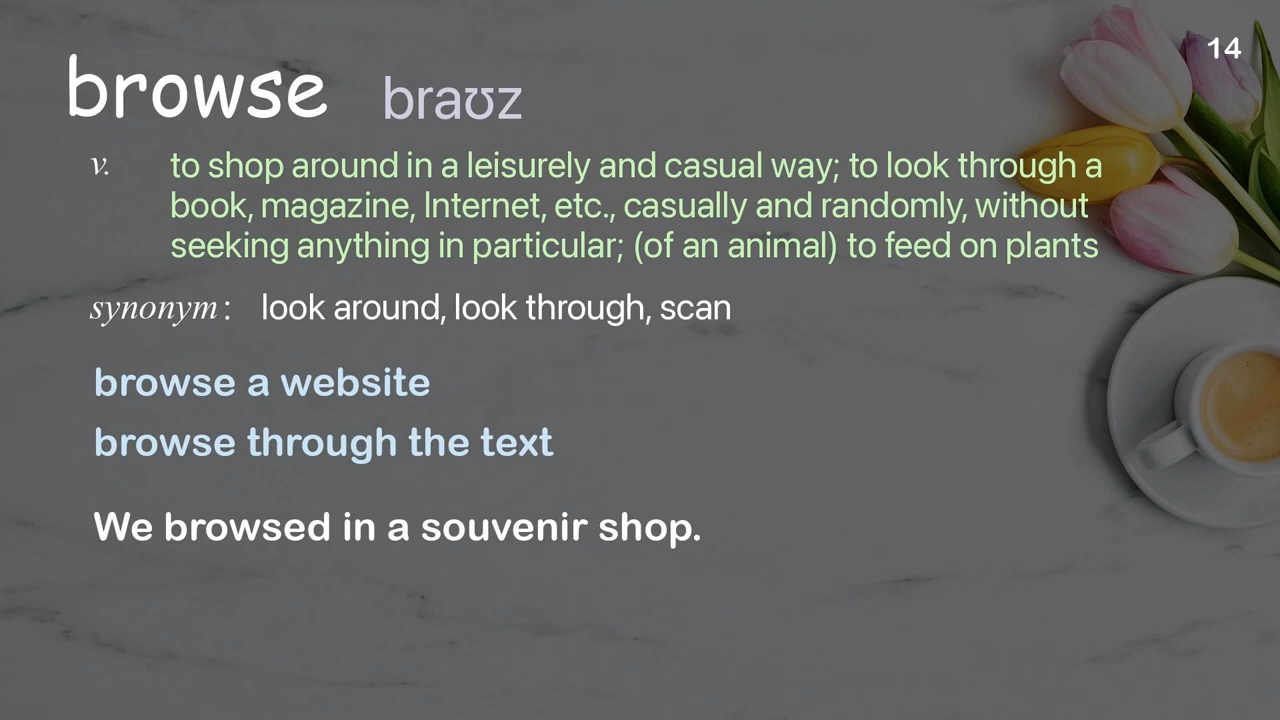 14
browse braʊz
v. to shop around in a leisurely and casual way; to look through a
book, magazine, Internet, etc., casually and randomly, without
seeking anything in particular; (of an animal) to feed on plants
synonym: look around, look through, scan
browse a website
browse through the text
We browsed in a souvenir shop.